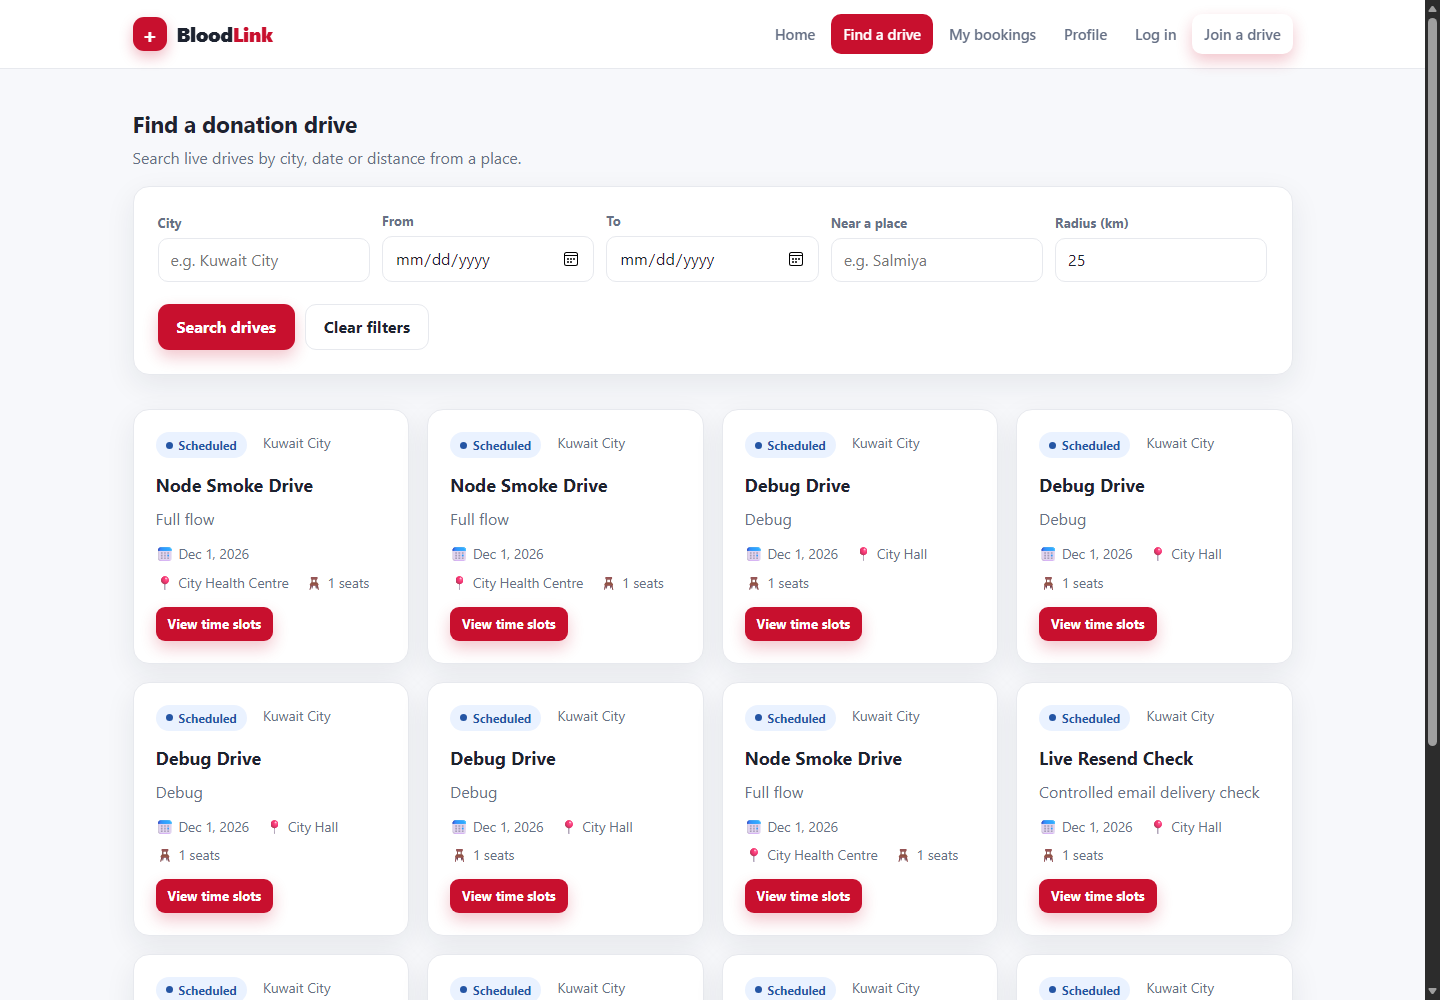 + BloodLink
Home Find a drive My bookings Profile Log in Join a drive
Find a donation drive
Search live drives by city, date or distance from a place.
City From To Near a place Radius (km)
e.g. Kuwait City mm/dd/yyyy mm/dd/yyyy e.g. Salmiya 25
Search drives Clear filters
Scheduled Kuwait City
Node Smoke Drive
Full flow
Dec 1, 2026
City Health Centre 1 seats
View time slots
Scheduled Kuwait City
Node Smoke Drive
Full flow
Dec 1, 2026
City Health Centre 1 seats
View time slots
Scheduled Kuwait City
Debug Drive
Debug
Dec 1, 2026 City Hall
1 seats
View time slots
Scheduled Kuwait City
Debug Drive
Debug
Dec 1, 2026 City Hall
1 seats
View time slots
Scheduled Kuwait City
Debug Drive
Debug
Dec 1, 2026 City Hall
1 seats
View time slots
Scheduled Kuwait City
Debug Drive
Debug
Dec 1, 2026 City Hall
1 seats
View time slots
Scheduled Kuwait City
Node Smoke Drive
Full flow
Dec 1, 2026
City Health Centre 1 seats
View time slots
Scheduled Kuwait City
Live Resend Check
Controlled email delivery check
Dec 1, 2026 City Hall
1 seats
View time slots
Scheduled Kuwait City
Scheduled Kuwait City
Scheduled Kuwait City
Scheduled Kuwait City